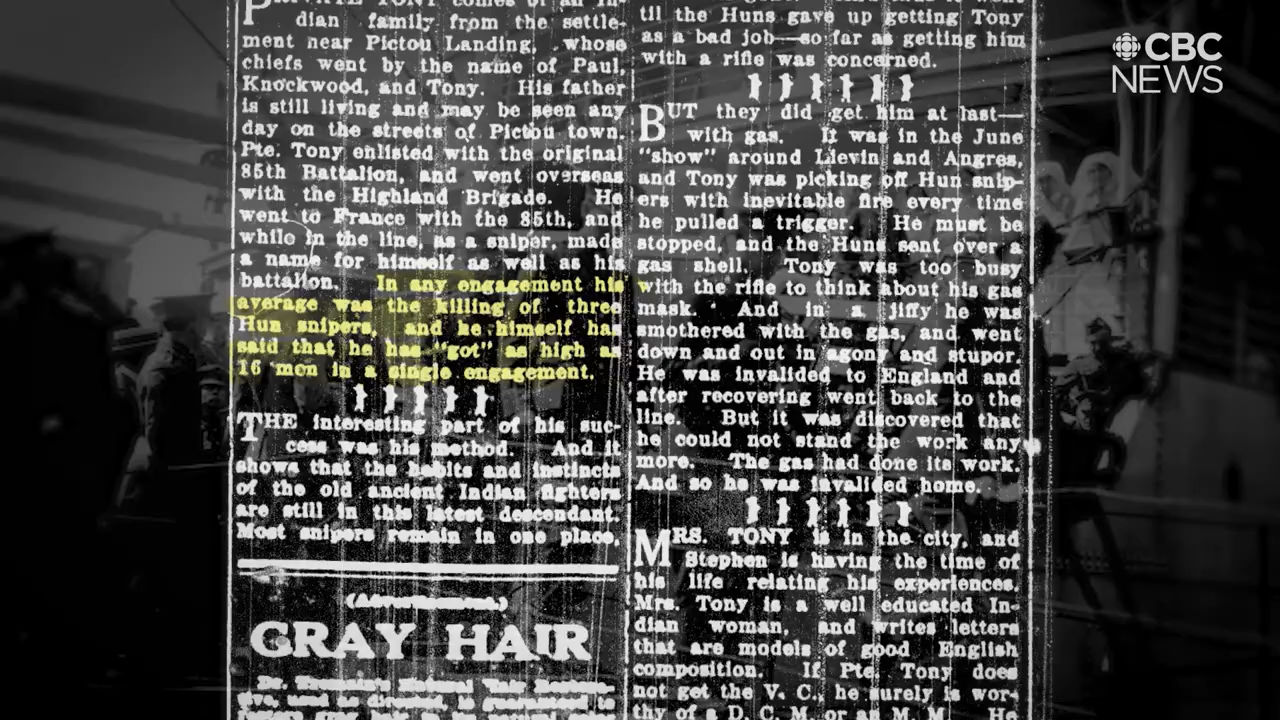 PRIVATE TONY comes of an In-
dian family from the settle-
ment near Pictou Landing, whose
chiefs went by the name of Paul,
Knockwood, and Tony. His father
is still living and may be seen any
day on the streets of Pictou town.
Pte. Tony enlisted with the original
85th Battalion, and went overseas
with the Highland Brigade. He
went to France with the 85th, and
while in the line, as a sniper, made
a name for himself as well as his
battalion. In any engagement his
average was the killing of three
Hun snipers, and he himself has
said that he has "got" as high as
16 men in a single engagement.
THE interesting part of his suc-
cess was his method. And it
shows that the habits and instincts
of the old ancient Indian fighters
are still in this latest descendant.
Most snipers remain in one place,
(Advertisement.)
GRAY HAIR
til the Huns gave up getting Tony
as a bad job—so far as getting him
with a rifle was concerned.
BUT they did get him at last—
with gas. It was in the June
"show" around Lievin and Angres,
and Tony was picking off Hun snip-
ers with inevitable fire every time
he pulled a trigger. He must be
stopped, and the Huns sent over a
gas shell. Tony was too busy
with the rifle to think about his gas
mask. And in a jiffy he was
smothered with the gas, and went
down and out in agony and stupor.
He was invalided to England and
after recovering went back to the
line. But it was discovered that
he could not stand the work any
more. The gas had done its work.
And so he was invalided home.
MRS. TONY is in the city, and
Stephen is having the time of
his life relating his experiences.
Mrs. Tony is a well educated In-
dian woman, and writes letters
that are models of good English
composition. If Pte. Tony does
not get the V. C., he surely is wor-
thy of a D. C. M. or an M. M. He
CBC
NEWS